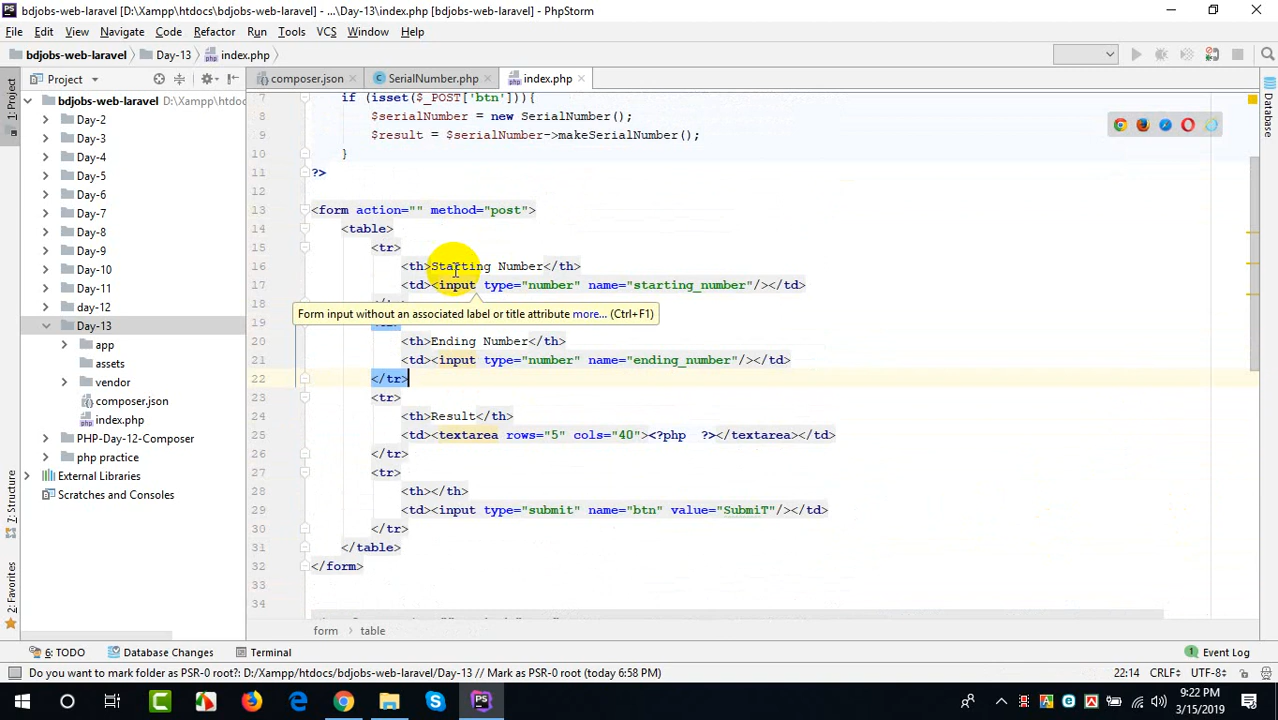 bdjobs-web-laravel [D:\Xampp\htdocs\bdjobs-web-laravel] - ...\Day-13\index.php [bdjobs-web-laravel] - PhpStorm
File Edit View Navigate Code Refactor Run Tools VCS Window Help
bdjobs-web-laravel Day-13 index.php
Project
composer.json SerialNumber.php index.php
1: Project
Database
bdjobs-web-laravel D:\Xampp\htdoc
Day-2
Day-3
Day-4
Day-5
Day-6
Day-7
Day-8
Day-9
Day-10
Day-11
day-12
Day-13
app
assets
vendor
composer.json
index.php
PHP-Day-12-Composer
php practice
External Libraries
Scratches and Consoles
7: Structure
2: Favorites
7 if (isset($_POST['btn'])){
8 $serialNumber = new SerialNumber();
9 $result = $serialNumber->makeSerialNumber();
10 }
11 ?>
12
13 <form action="" method="post">
14 <table>
15 <tr>
16 <th>Starting Number</th>
17 <td><input type="number" name="starting_number"/></td>
18
Form input without an associated label or title attribute more... (Ctrl+F1)
19
20 <th>Ending Number</th>
21 <td><input type="number" name="ending_number"/></td>
22 </tr>
23 <tr>
24 <th>Result</th>
25 <td><textarea rows="5" cols="40"><?php ?></textarea></td>
26 </tr>
27 <tr>
28 <th></th>
29 <td><input type="submit" name="btn" value="SubmiT"/></td>
30 </tr>
31 </table>
32 </form>
33
34
form table
6: TODO Database Changes Terminal 1 Event Log
Do you want to mark folder as PSR-0 root?: D:/Xampp/htdocs/bdjobs-web-laravel/Day-13 // Mark as PSR-0 root (today 6:58 PM) 22:14 CRLF÷ UTF-8÷
9:22 PM
3/15/2019